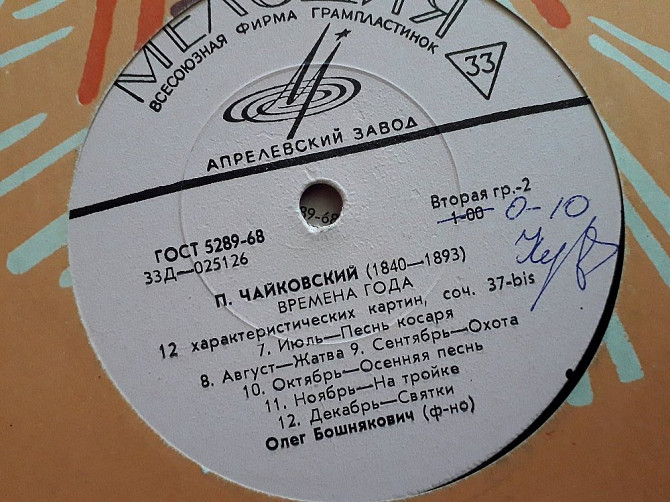 МЕЛОДИЯ
ВСЕСОЮЗНАЯ ФИРМА ГРАМПЛАСТИНОК
33
АПРЕЛЕВСКИЙ ЗАВОД
ГОСТ 5289-68
33Д—025126
Вторая гр.-2
1-00 0-10
89-68
П. ЧАЙКОВСКИЙ (1840—1893)
ВРЕМЕНА ГОДА
12 характеристических картин, соч. 37-bis
7. Июль—Песнь косаря
8. Август—Жатва 9. Сентябрь—Охота
10. Октябрь—Осенняя песнь
11. Ноябрь—На тройке
12. Декабрь—Святки
Олег Бошнякович (ф-но)